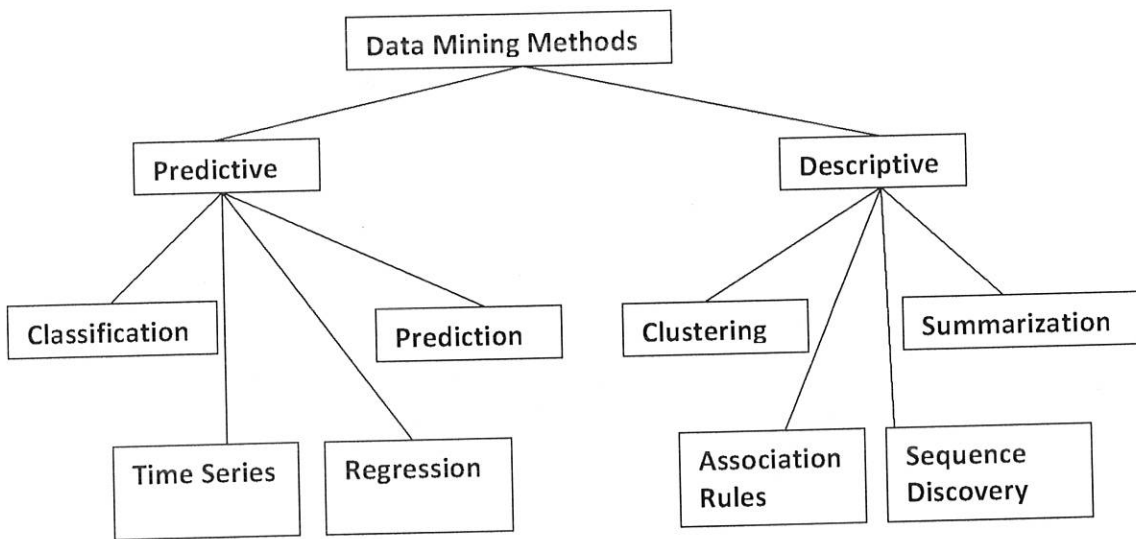 Data Mining Methods
Predictive
Descriptive
Classification
Prediction
Clustering
Summarization
Time Series
Regression
Association
Rules
Sequence
Discovery